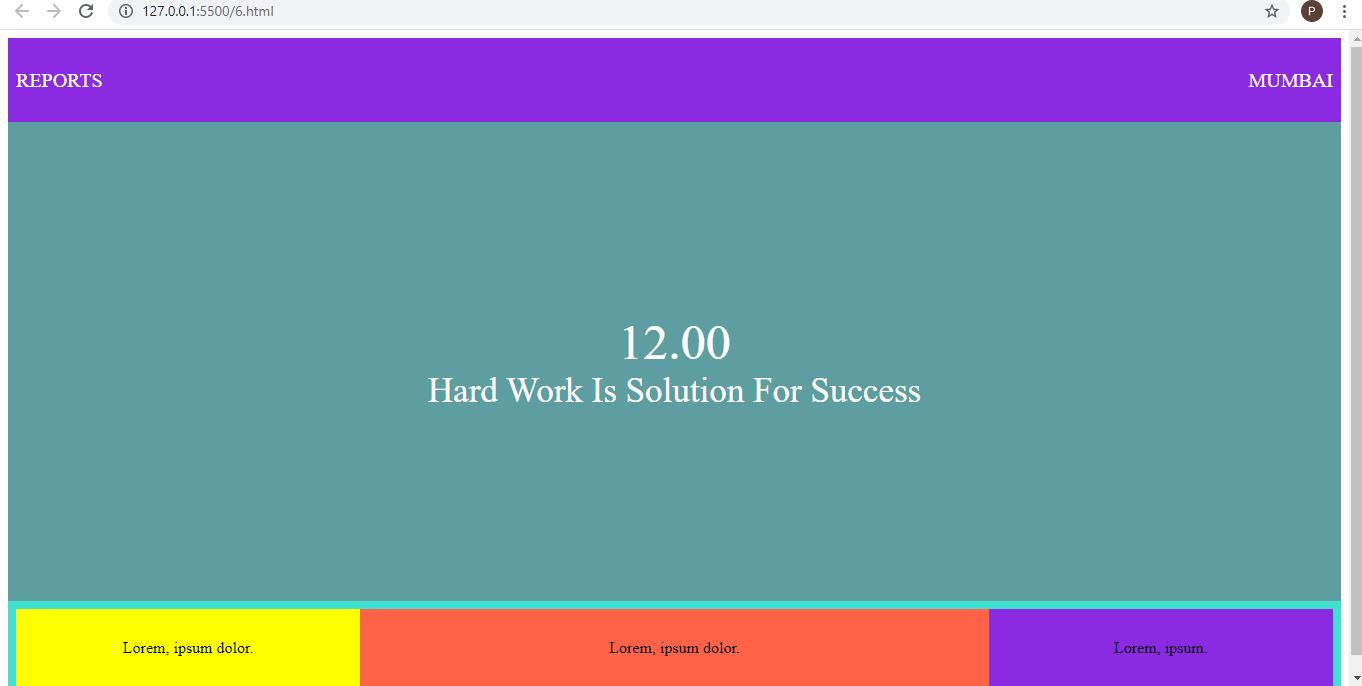 127.0.0.1:5500/6.html
P
REPORTS
MUMBAI
12.00
Hard Work Is Solution For Success
Lorem, ipsum dolor.
Lorem, ipsum dolor.
Lorem, ipsum.